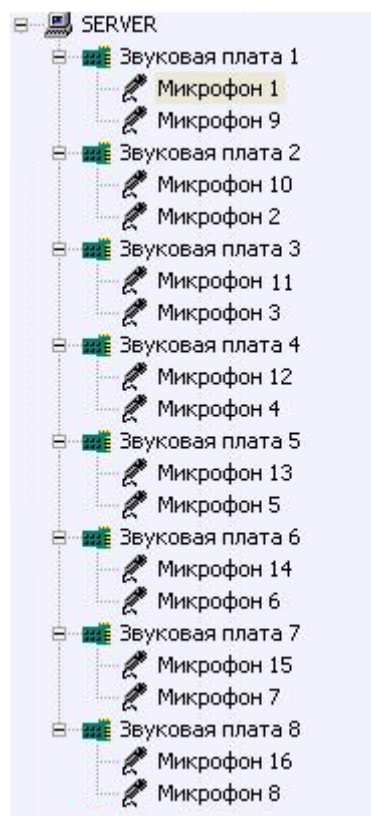 SERVER
Звуковая плата 1
Микрофон 1
Микрофон 9
Звуковая плата 2
Микрофон 10
Микрофон 2
Звуковая плата 3
Микрофон 11
Микрофон 3
Звуковая плата 4
Микрофон 12
Микрофон 4
Звуковая плата 5
Микрофон 13
Микрофон 5
Звуковая плата 6
Микрофон 14
Микрофон 6
Звуковая плата 7
Микрофон 15
Микрофон 7
Звуковая плата 8
Микрофон 16
Микрофон 8